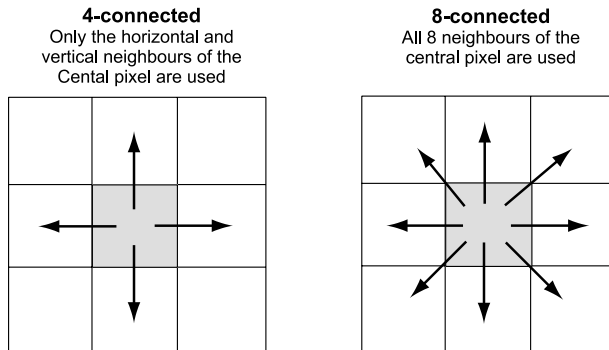 4-connected
Only the horizontal and
vertical neighbours of the
Cental pixel are used
8-connected
All 8 neighbours of the
central pixel are used